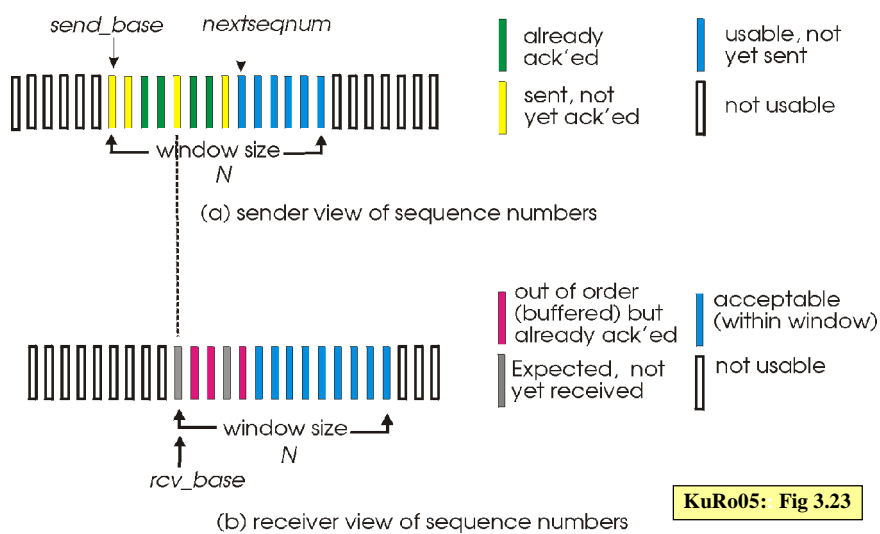 send_base
nextseqnum
already
ack'ed
usable, not
yet sent
sent, not
yet ack'ed
not usable
window size
N
(a) sender view of sequence numbers
out of order
(buffered) but
already ack'ed
acceptable
(within window)
Expected, not
yet received
not usable
window size
N
rcv_base
KuRo05: Fig 3.23
(b) receiver view of sequence numbers